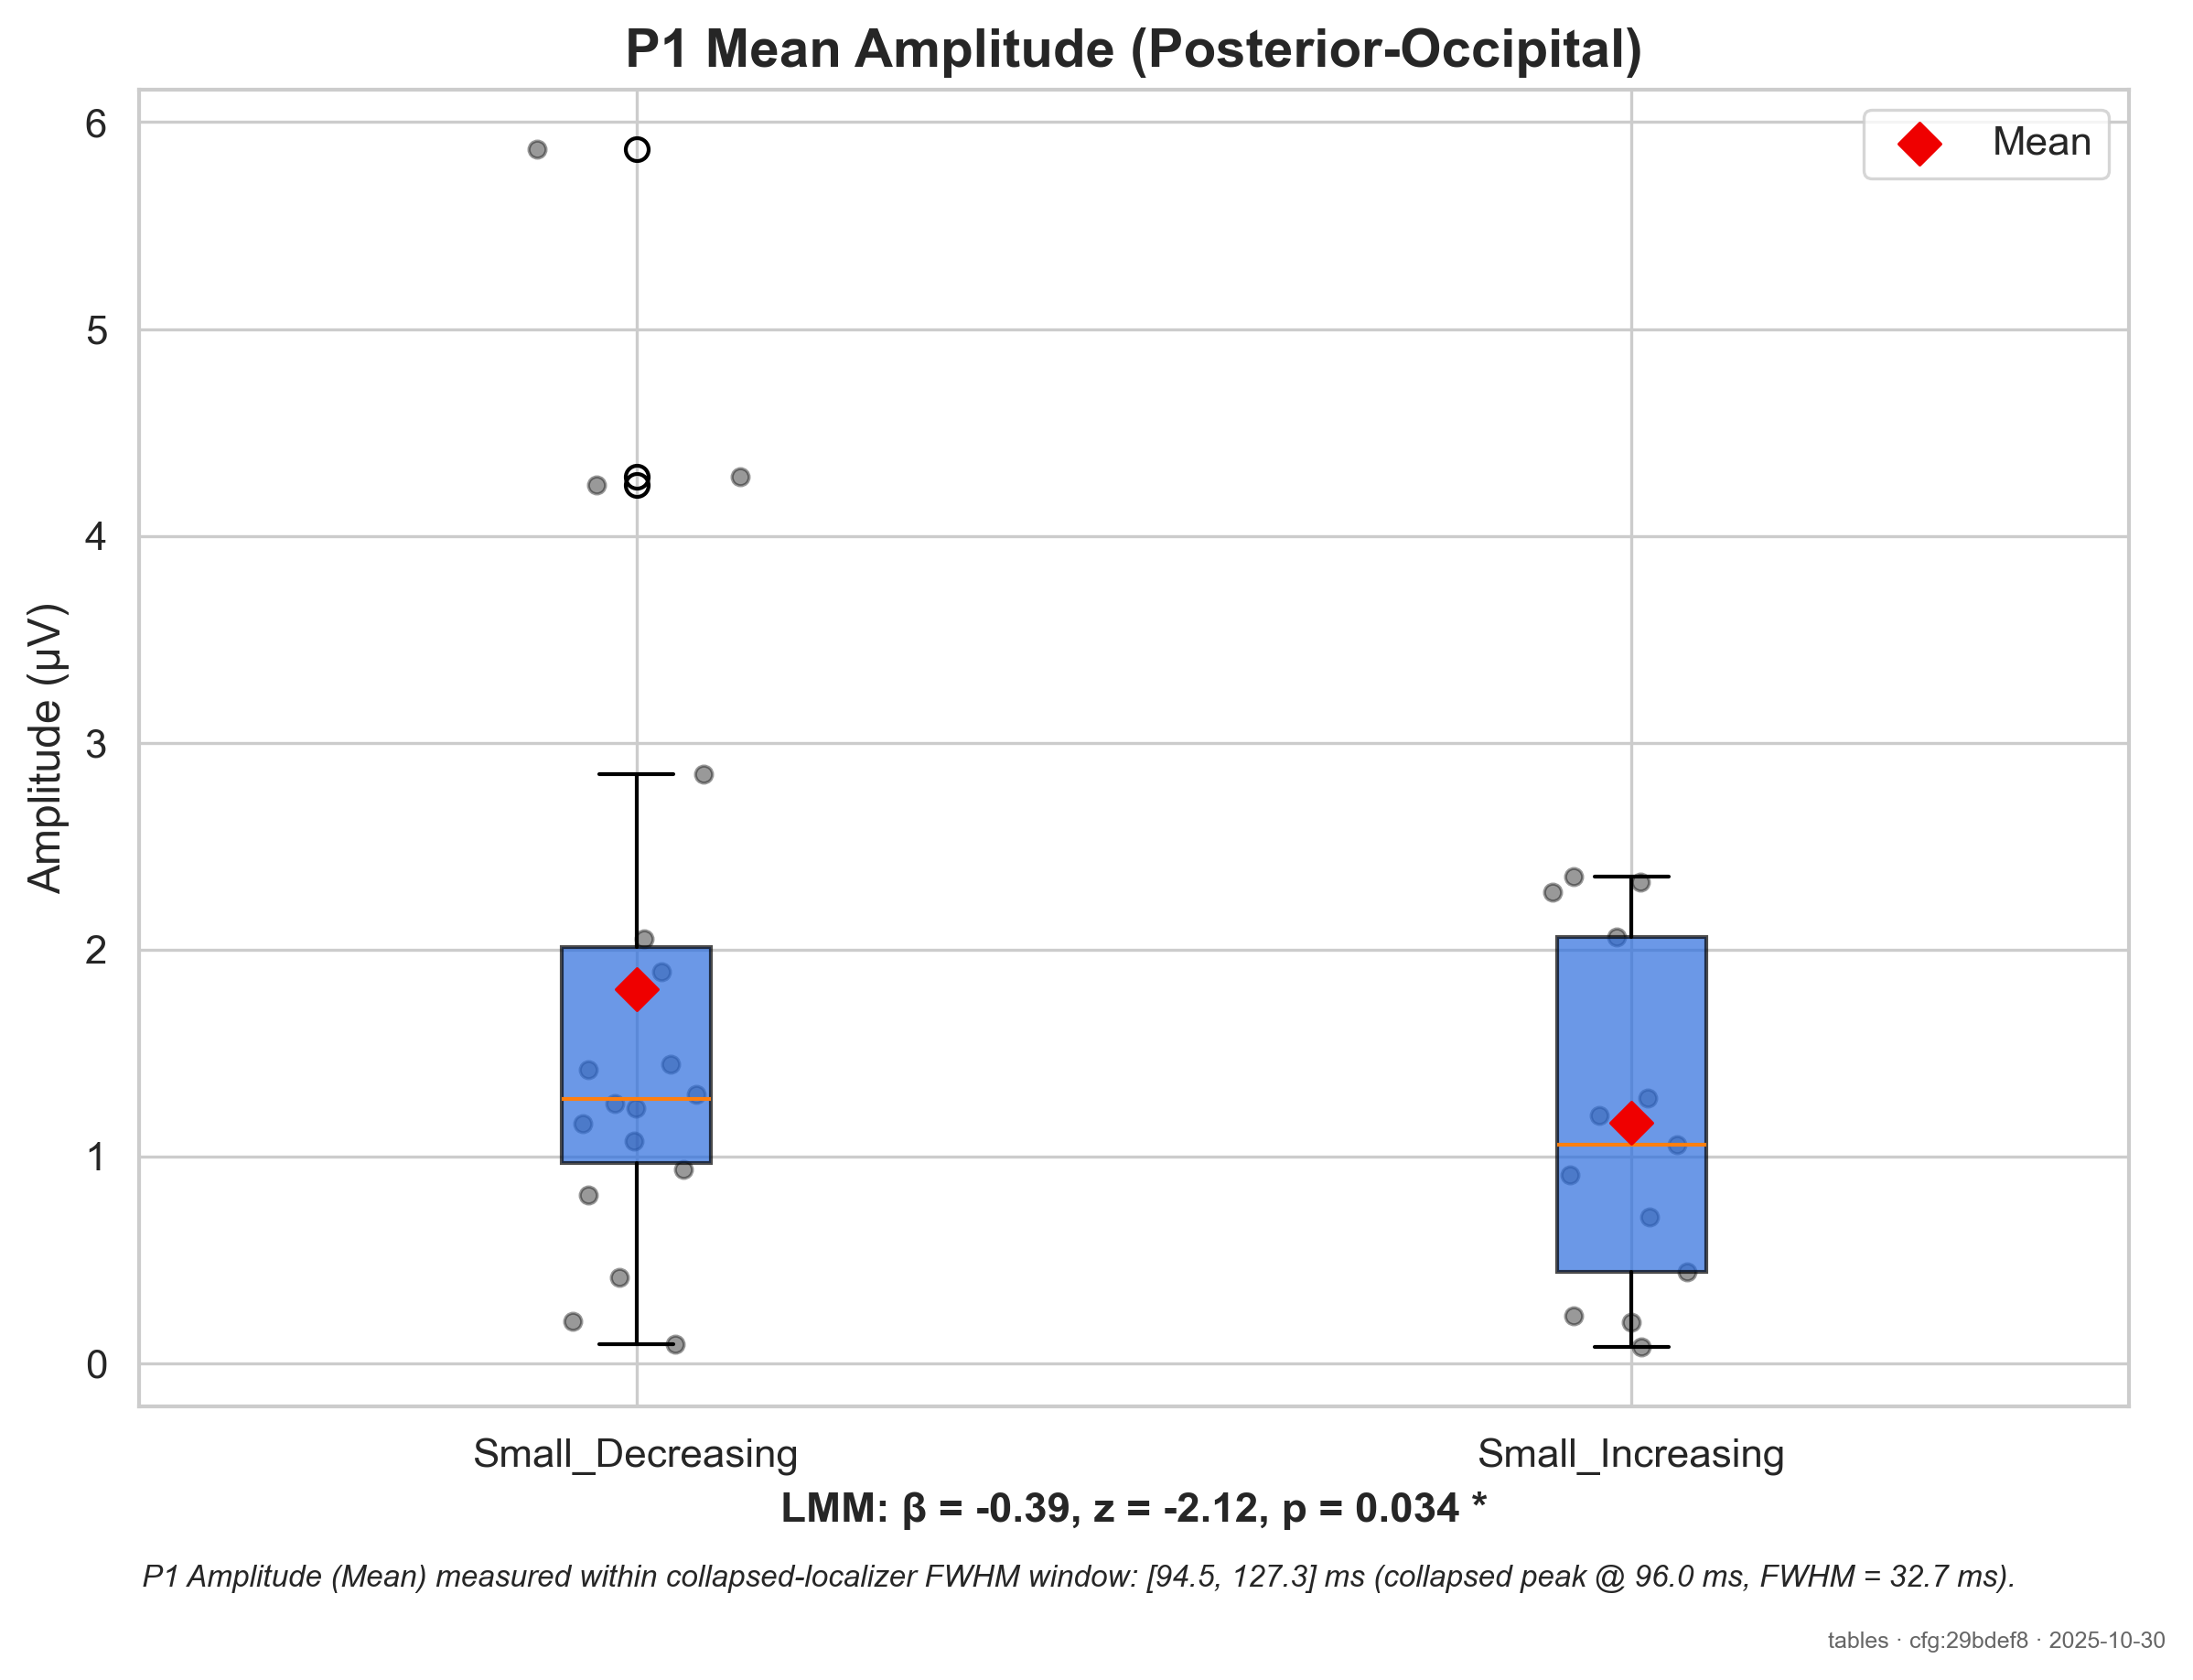 P1 Mean Amplitude (Posterior-Occipital)
Mean
6
5
4
3
2
1
0
Amplitude (µV)
Small_Decreasing
Small_Increasing
LMM: β = -0.39, z = -2.12, p = 0.034 *
P1 Amplitude (Mean) measured within collapsed-localizer FWHM window: [94.5, 127.3] ms (collapsed peak @ 96.0 ms, FWHM = 32.7 ms).
tables · cfg:29bdef8 · 2025-10-30